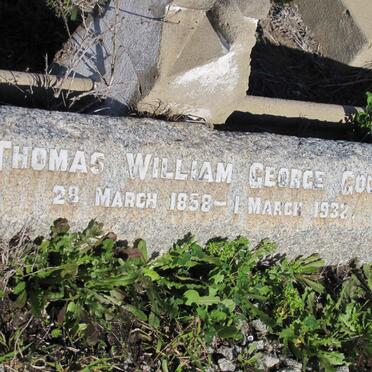 THOMAS WILLIAM GEORGE
28 MARCH 1858 - 1 MARCH 1932